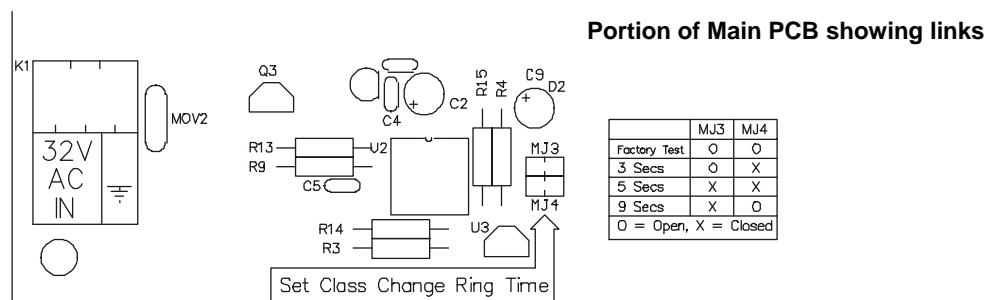 Portion of Main PCB showing links
K1
MOV2
32V
AC
IN
Q3
C4
C2
R15
R4
C9
D2
R13
U2
R9
C5
MJ3
MJ4
R14
R3
U3
Set Class Change Ring Time
MJ3 MJ4
Factory Test O O
3 Secs O X
5 Secs X X
9 Secs X O
O = Open, X = Closed